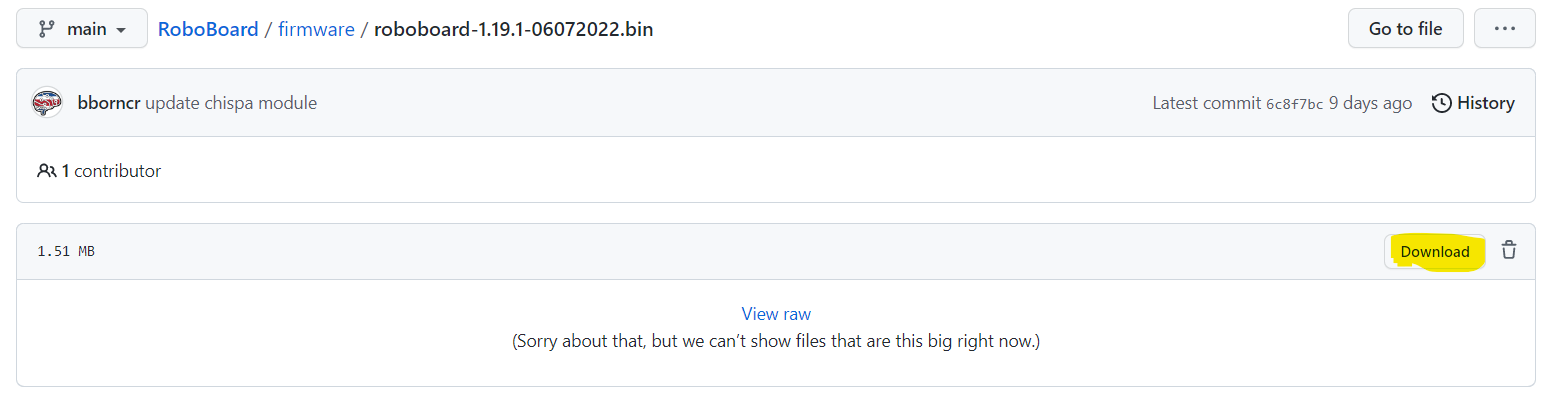 main RoboBoard / firmware / roboboard-1.19.1-06072022.bin Go to file ...
bborncr update chispa module Latest commit 6c8f7bc 9 days ago History
1 contributor
1.51 MB Download
View raw
(Sorry about that, but we can’t show files that are this big right now.)